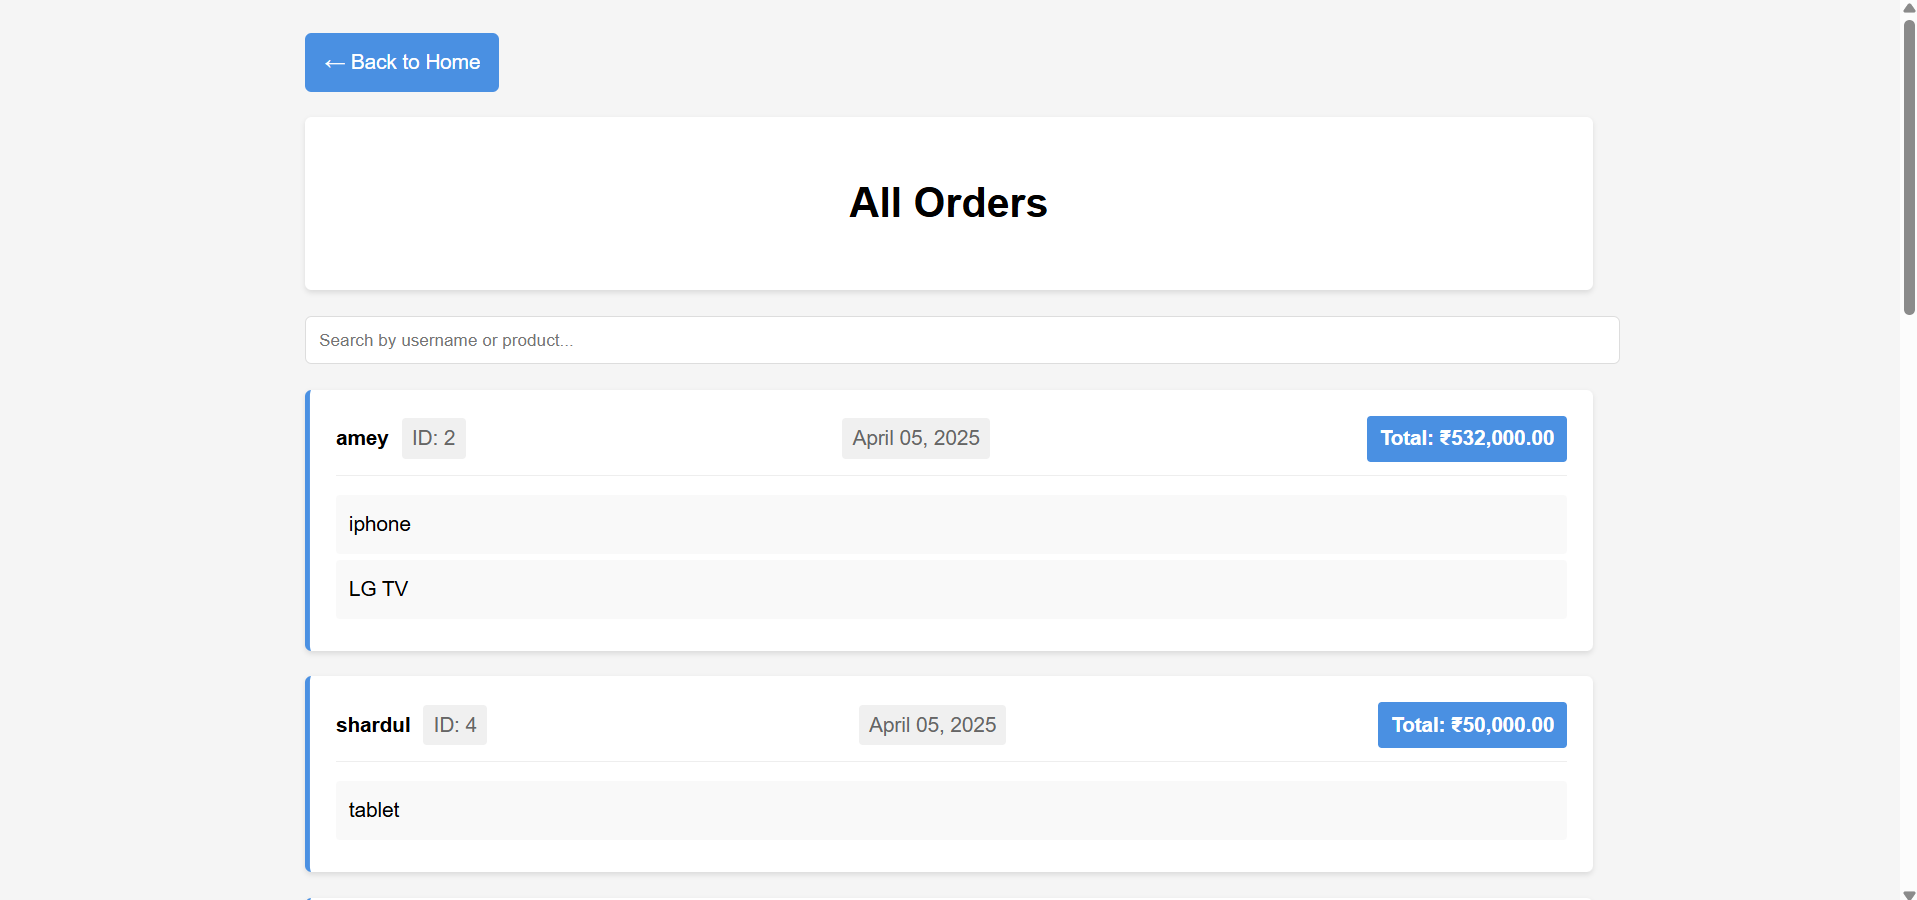 ← Back to Home
All Orders
Search by username or product...
amey ID: 2 April 05, 2025 Total: ₹532,000.00
iphone
LG TV
shardul ID: 4 April 05, 2025 Total: ₹50,000.00
tablet